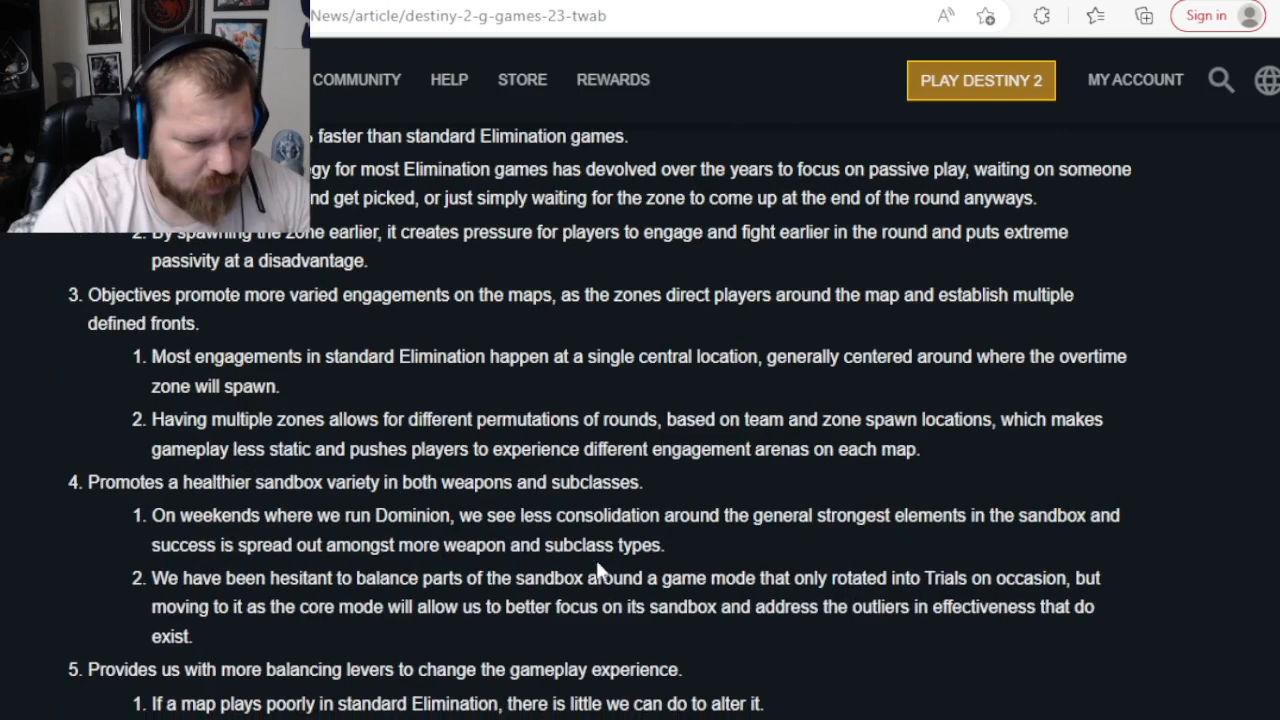 News/article/destiny-2-g-games-23-twab
Sign in
COMMUNITY HELP STORE REWARDS PLAY DESTINY 2 MY ACCOUNT
faster than standard Elimination games.
for most Elimination games has devolved over the years to focus on passive play, waiting on someone
get picked, or just simply waiting for the zone to come up at the end of the round anyways.
2. By spawning the zone earlier, it creates pressure for players to engage and fight earlier in the round and puts extreme
passivity at a disadvantage.
3. Objectives promote more varied engagements on the maps, as the zones direct players around the map and establish multiple
defined fronts.
1. Most engagements in standard Elimination happen at a single central location, generally centered around where the overtime
zone will spawn.
2. Having multiple zones allows for different permutations of rounds, based on team and zone spawn locations, which makes
gameplay less static and pushes players to experience different engagement arenas on each map.
4. Promotes a healthier sandbox variety in both weapons and subclasses.
1. On weekends where we run Dominion, we see less consolidation around the general strongest elements in the sandbox and
success is spread out amongst more weapon and subclass types.
2. We have been hesitant to balance parts of the sandbox around a game mode that only rotated into Trials on occasion, but
moving to it as the core mode will allow us to better focus on its sandbox and address the outliers in effectiveness that do
exist.
5. Provides us with more balancing levers to change the gameplay experience.
1. If a map plays poorly in standard Elimination, there is little we can do to alter it.